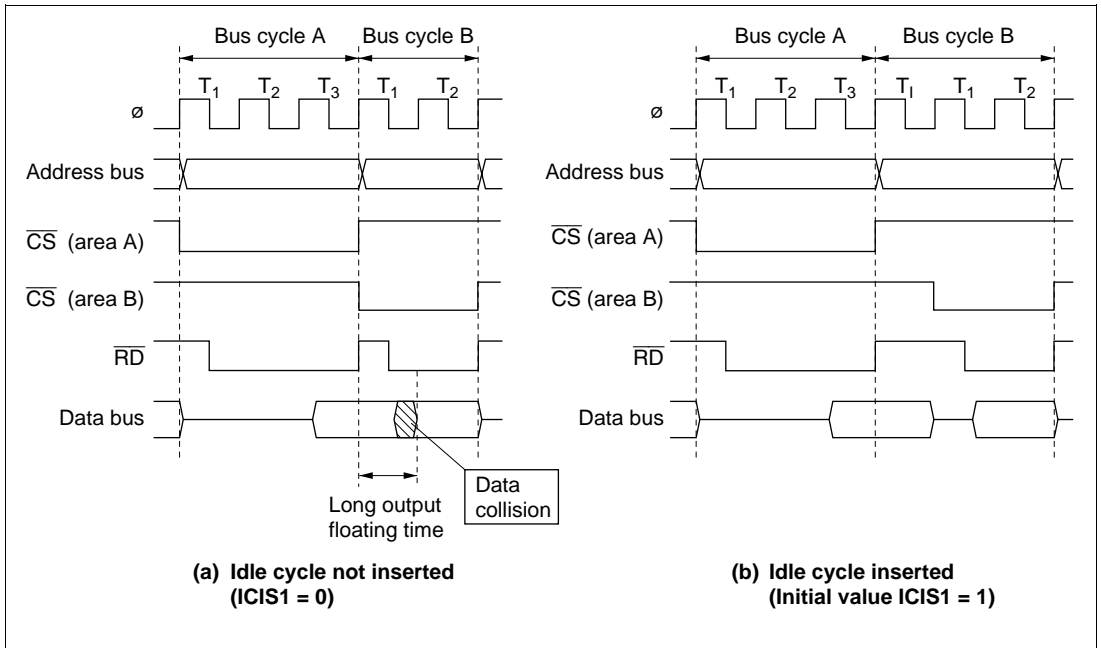 Bus cycle A Bus cycle B
T1 T2 T3 T1 T2
ø
Address bus
CS (area A)
CS (area B)
RD
Data bus
Long output
floating time
Data
collision
(a) Idle cycle not inserted
(ICIS1 = 0)
Bus cycle A Bus cycle B
T1 T2 T3 TI T1 T2
ø
Address bus
CS (area A)
CS (area B)
RD
Data bus
(b) Idle cycle inserted
(Initial value ICIS1 = 1)